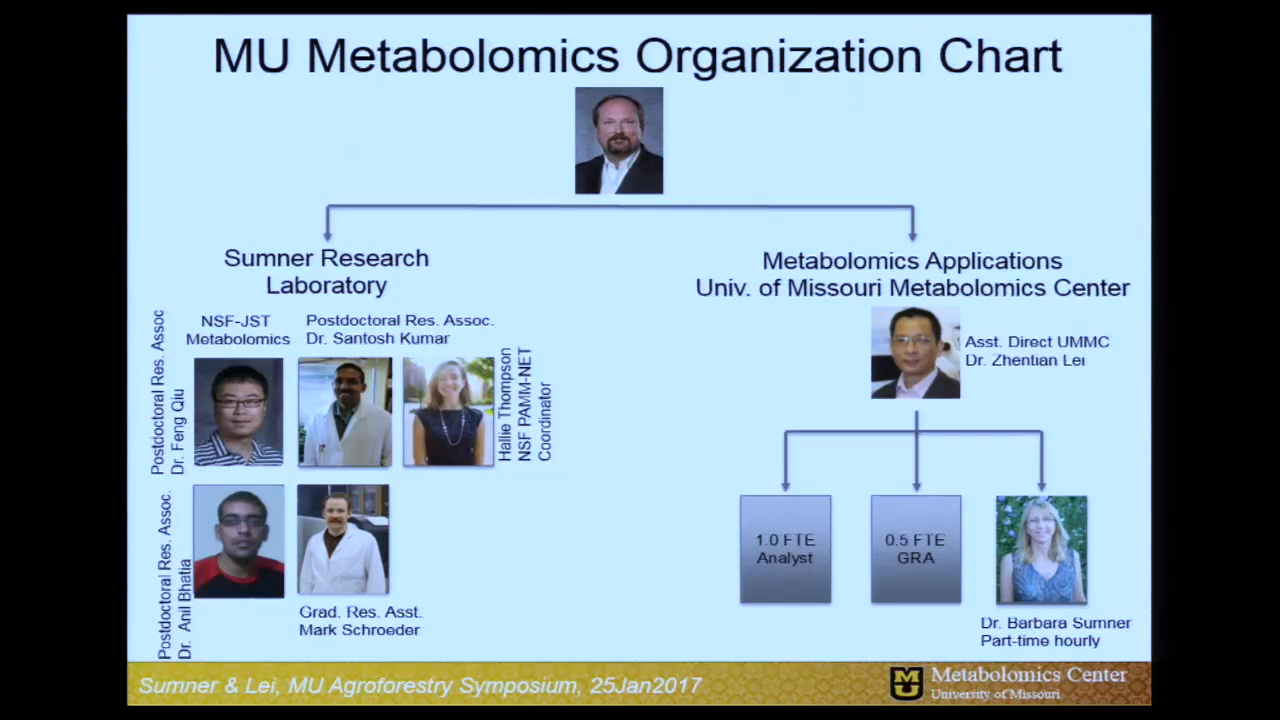 MU Metabolomics Organization Chart
Sumner Research
Laboratory
NSF-JST
Metabolomics
Postdoctoral Res. Assoc.
Dr. Santosh Kumar
Postdoctoral Res. Assoc
Dr. Feng Qiu
Hallie Thompson
NSF PAMM-NET
Coordinator
Postdoctoral Res. Assoc.
Dr. Anil Bhatia
Grad. Res. Asst.
Mark Schroeder
Metabolomics Applications
Univ. of Missouri Metabolomics Center
Asst. Direct UMMC
Dr. Zhentian Lei
1.0 FTE
Analyst
0.5 FTE
GRA
Dr. Barbara Sumner
Part-time hourly
Sumner & Lei, MU Agroforestry Symposium, 25Jan2017
MU
Metabolomics Center
University of Missouri